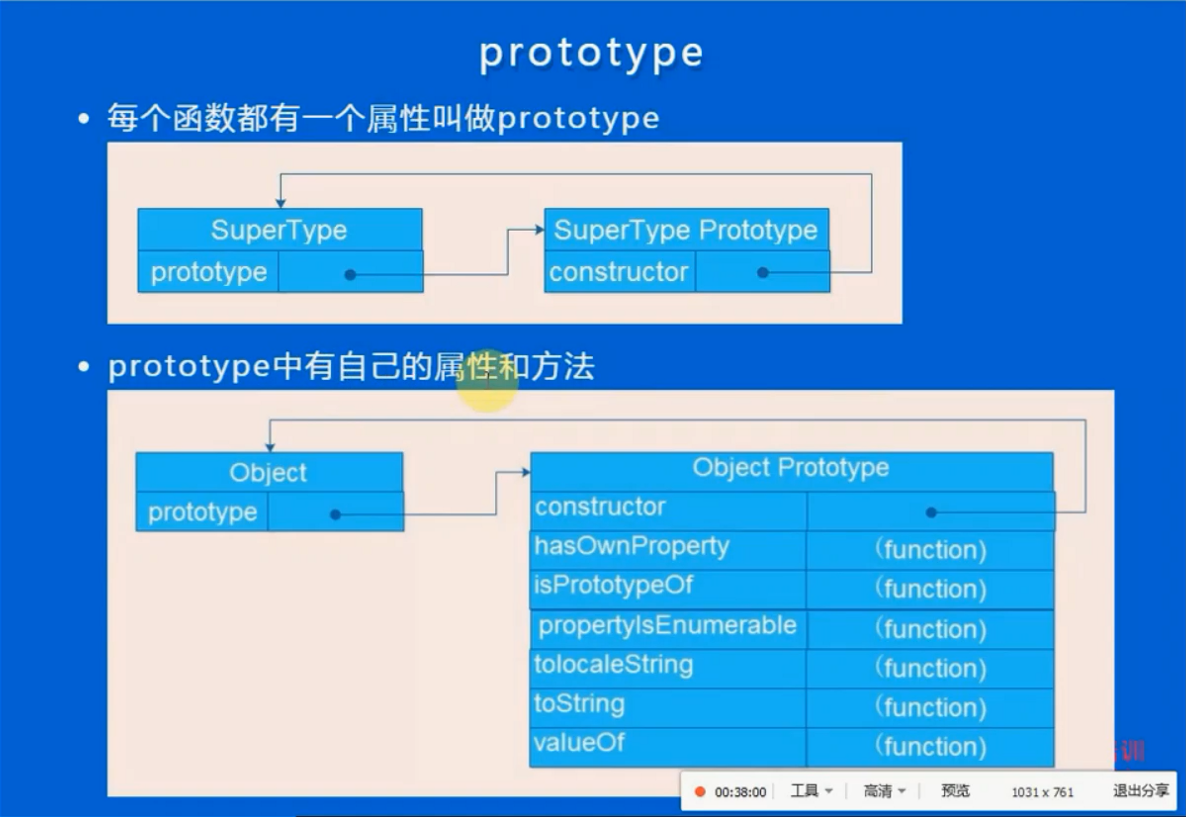 prototype
• 每个函数都有一个属性叫做prototype
SuperType
prototype
SuperType Prototype
constructor
• prototype中有自己的属性和方法
Object
prototype
Object Prototype
constructor
hasOwnProperty (function)
isPrototypeOf (function)
propertyIsEnumerable (function)
tolocaleString (function)
toString (function)
valueOf (function)
训
00:38:00 工具 高清 预览 1031 x 761 退出分享